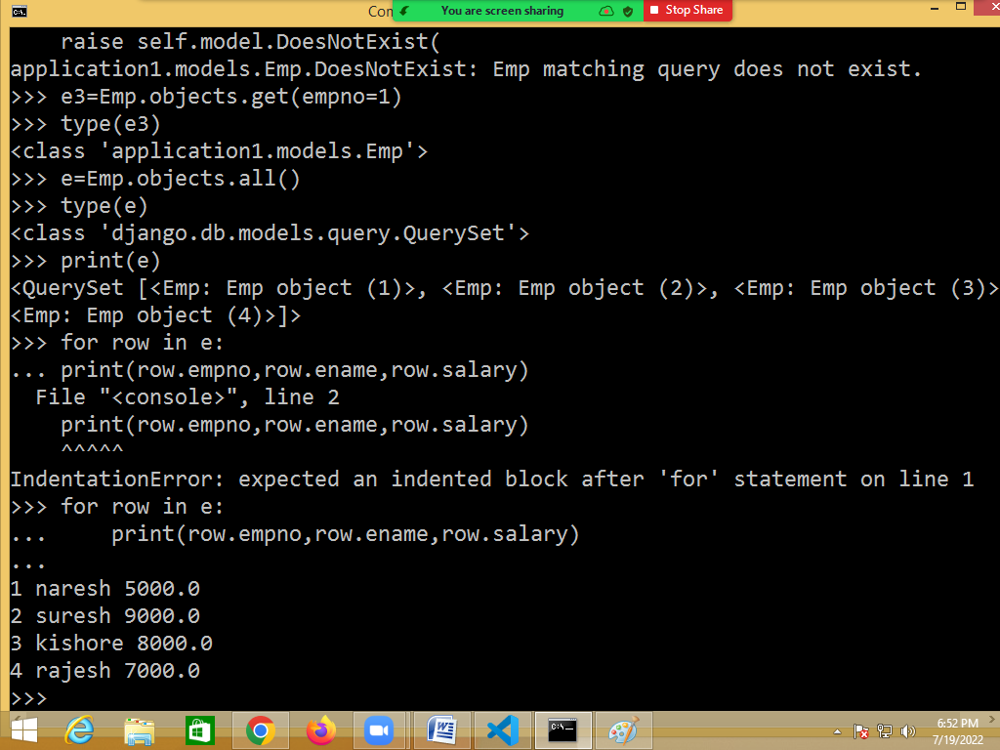 Con
You are screen sharing
Stop Share
raise self.model.DoesNotExist(
application1.models.Emp.DoesNotExist: Emp matching query does not exist.
>>> e3=Emp.objects.get(empno=1)
>>> type(e3)
<class 'application1.models.Emp'>
>>> e=Emp.objects.all()
>>> type(e)
<class 'django.db.models.query.QuerySet'>
>>> print(e)
<QuerySet [<Emp: Emp object (1)>, <Emp: Emp object (2)>, <Emp: Emp object (3)>
<Emp: Emp object (4)>]>
>>> for row in e:
... print(row.empno,row.ename,row.salary)
  File "<console>", line 2
    print(row.empno,row.ename,row.salary)
    ^^^^^
IndentationError: expected an indented block after 'for' statement on line 1
>>> for row in e:
...     print(row.empno,row.ename,row.salary)
...
1 naresh 5000.0
2 suresh 9000.0
3 kishore 8000.0
4 rajesh 7000.0
>>>
6:52 PM
7/19/2022